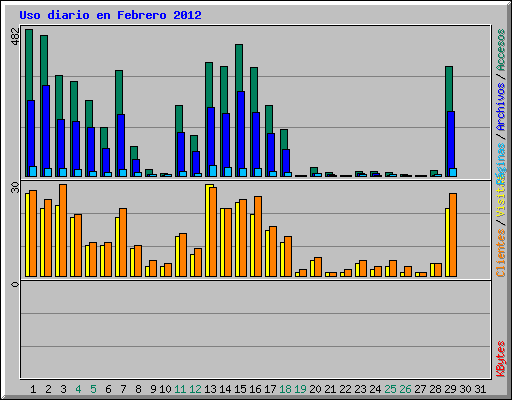 Uso diario en Febrero 2012
482
30
0
Clientes / Visitas
Páginas / Archivos / Accesos
KBytes
1 2 3 4 5 6 7 8 9 10 11 12 13 14 15 16 17 18 19 20 21 22 23 24 25 26 27 28 29 30 31